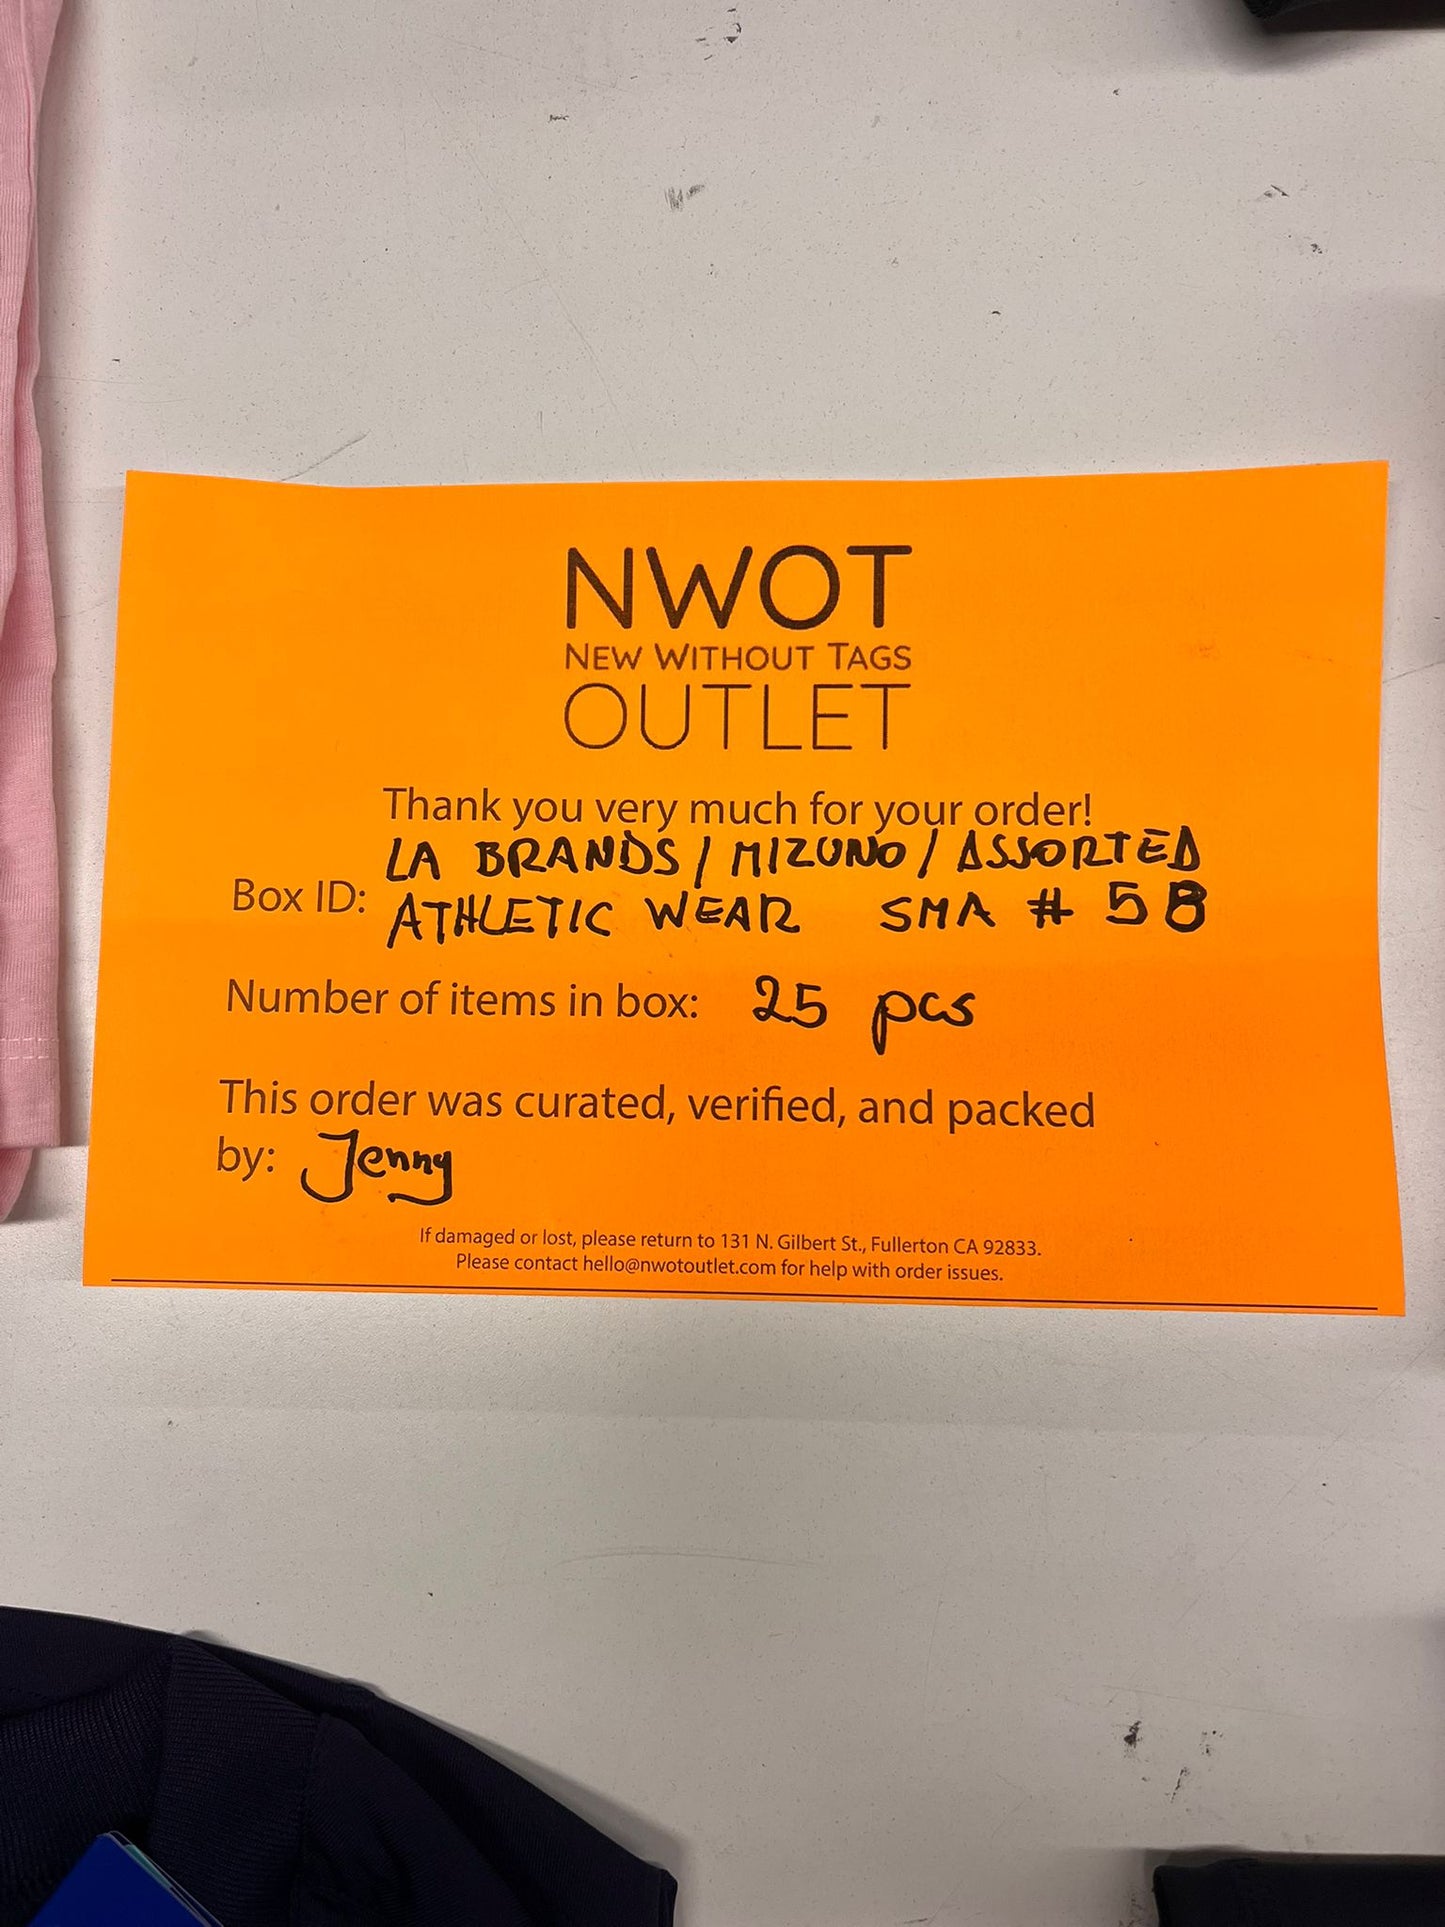 NWOT
NEW WITHOUT TAGS
OUTLET
Thank you very much for your order!
LA BRANDS / MIZUNO / ASSORTED
Box ID: ATHLETIC WEAR SMA # 58
Number of items in box: 25 pcs
This order was curated, verified, and packed
by: Jenny
If damaged or lost, please return to 131 N. Gilbert St., Fullerton CA 92833.
Please contact hello@nwotoutlet.com for help with order issues.